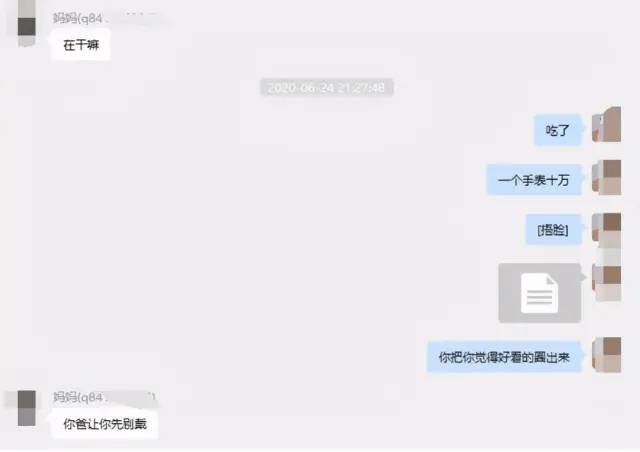 妈妈(q84
在干嘛
2020-06-24 21:27:48
吃了
一个手表十万
[捂脸]
你把你觉得好看的圈出来
妈妈(q84
你爸让你先别戴